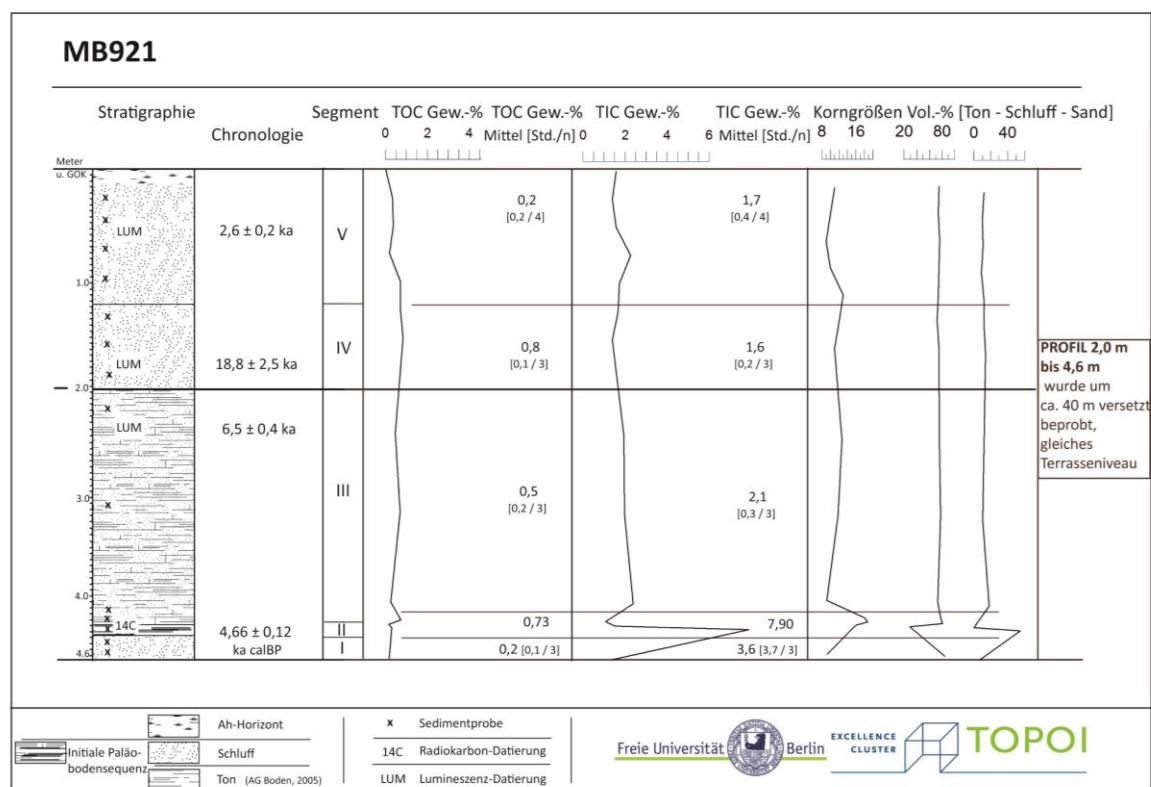 MB921
Stratigraphie
Chronologie
Segment
TOC Gew.-%
0 2 4
TOC Gew.-%
Mittel [Std./n]
TIC Gew.-%
0 2 6
TIC Gew.-%
Mittel [Std./n]
Korngrößen Vol.-% [Ton - Schluff - Sand]
8 16 20 80 0 40
Meter
u. GOK
LUM
2,6 ± 0,2 ka
V
0,2
[0,2 / 4]
1,7
[0,4 / 4]
1.0
LUM
18,8 ± 2,5 ka
IV
0,8
[0,1 / 3]
1,6
[0,2 / 3]
2.0
LUM
6,5 ± 0,4 ka
III
0,5
[0,2 / 3]
2,1
[0,3 / 3]
3.0
4.0
14C
4,66 ± 0,12
ka calBP
II
0,73
7,90
4.6
I
0,2 [0,1 / 3]
3,6 [3,7 / 3]
PROFIL 2,0 m
bis 4,6 m
wurde um
ca. 40 m versetzt
beprobt,
gleiches
Terrasseniveau
Initiale Paläo-
bodensequenz
Ah-Horizont
Schluff
Ton (AG Boden, 2005)
x Sedimentprobe
14C Radiokarbon-Datierung
LUM Lumineszenz-Datierung
Freie Universität Berlin
EXCELLENCE
CLUSTER
TOPOI